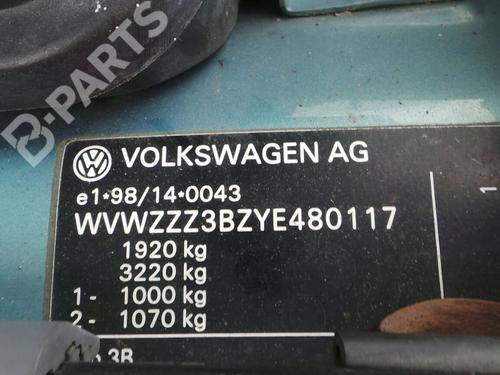 B-PARTS
VOLKSWAGEN AG
e1*98/14*0043
WVWZZZ3BZYE480117
1920 kg
3220 kg
1- 1000 kg
2- 1070 kg
3B